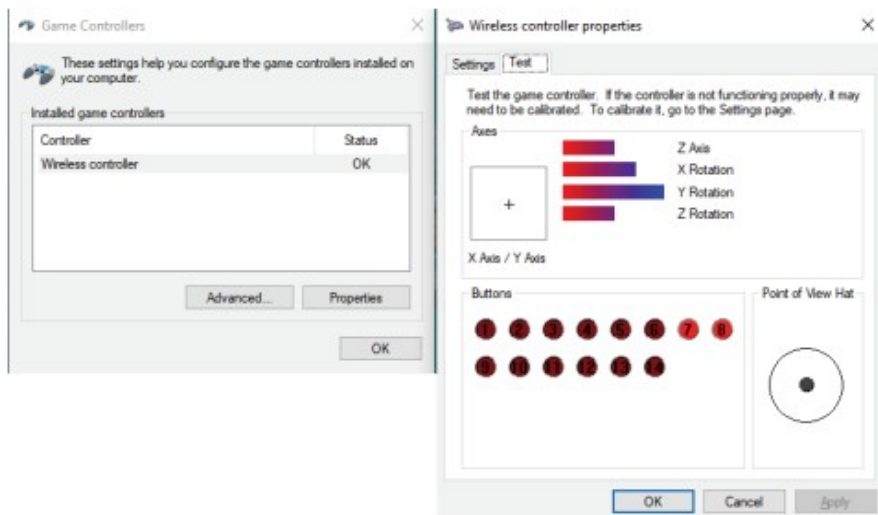 Game Controllers
These settings help you configure the game controllers installed on
your computer.
Installed game controllers
Controller Status
Wireless controller OK
Advanced... Properties
OK
Wireless controller properties
Settings Test
Test the game controller. If the controller is not functioning properly, it may
need to be calibrated. To calibrate it, go to the Settings page.
Axes
Z Axis
X Rotation
Y Rotation
Z Rotation
X Axis / Y Axis
Buttons
1 2 3 4 5 6 7 8
9 10 11 12 13 14
Point of View Hat
OK Cancel Apply